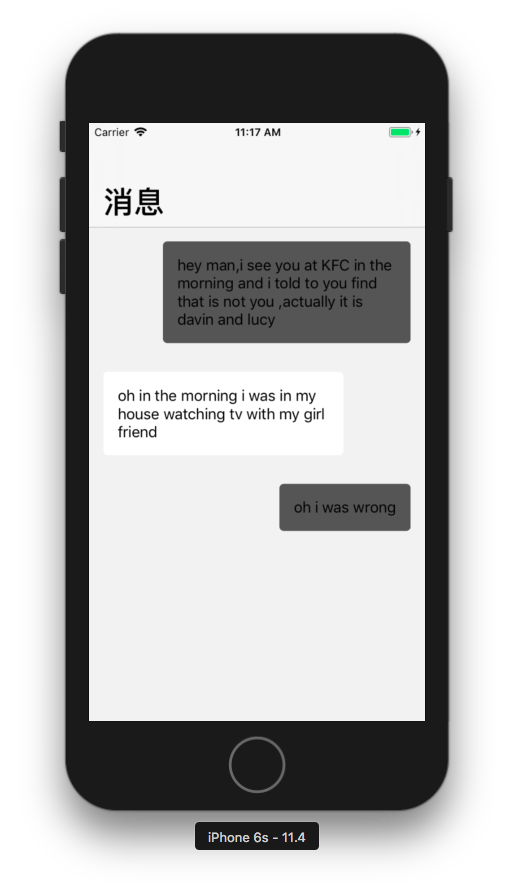 Carrier 11:17 AM
消息
hey man,i see you at KFC in the
morning and i told to you find
that is not you ,actually it is
davin and lucy
oh in the morning i was in my
house watching tv with my girl
friend
oh i was wrong
iPhone 6s - 11.4